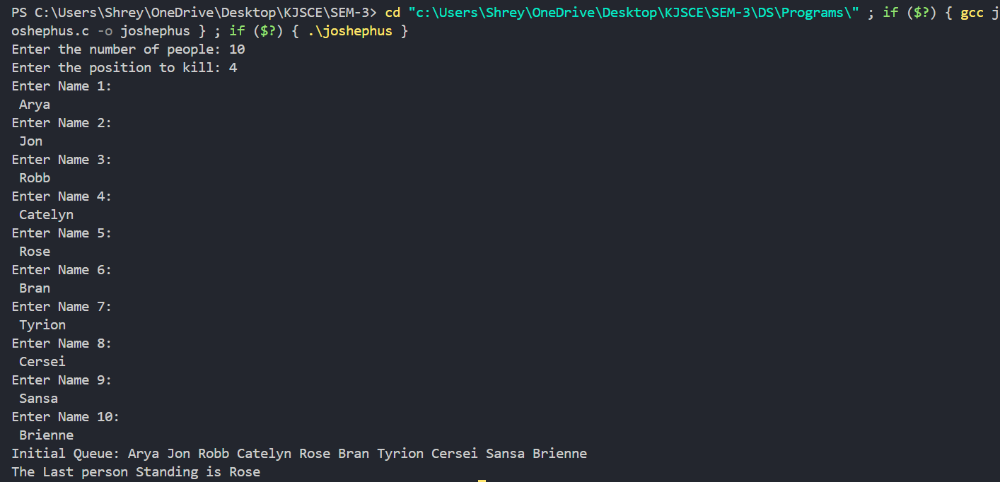 PS C:\Users\Shrey\OneDrive\Desktop\KJSCE\SEM-3> cd "c:\Users\Shrey\OneDrive\Desktop\KJSCE\SEM-3\DS\Programs\" ; if ($?) { gcc j
oshephus.c -o joshephus } ; if ($?) { .\joshephus }
Enter the number of people: 10
Enter the position to kill: 4
Enter Name 1:
Arya
Enter Name 2:
Jon
Enter Name 3:
Robb
Enter Name 4:
Catelyn
Enter Name 5:
Rose
Enter Name 6:
Bran
Enter Name 7:
Tyrion
Enter Name 8:
Cersei
Enter Name 9:
Sansa
Enter Name 10:
Brienne
Initial Queue: Arya Jon Robb Catelyn Rose Bran Tyrion Cersei Sansa Brienne
The Last person Standing is Rose